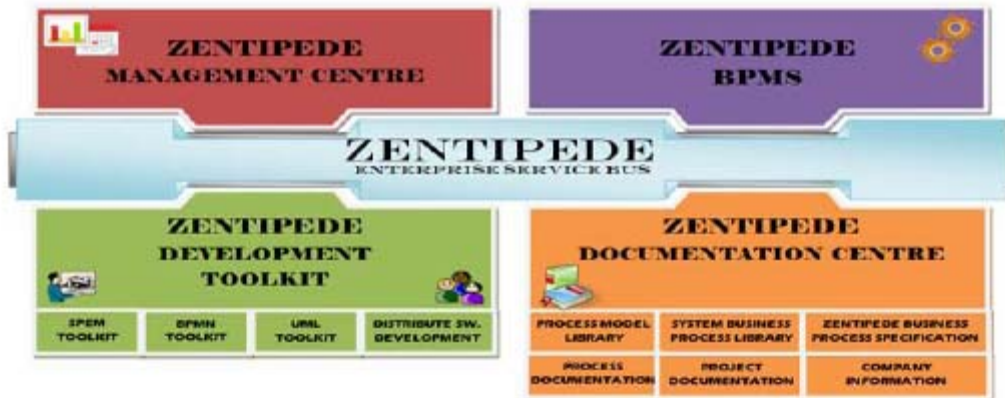 ZENTIPEDE
MANAGEMENT CENTRE
ZENTIPEDE
BPMS
ZENTIPEDE
ENTERPRISE SERVICE BUS
ZENTIPEDE
DEVELOPMENT
TOOLKIT
SPEM
TOOLKIT
BPMN
TOOLKIT
UML
TOOLKIT
DISTRIBUTE SW.
DEVELOPMENT
ZENTIPEDE
DOCUMENTATION CENTRE
PROCESS MODEL
LIBRARY
SYSTEM BUSINESS
PROCESS LIBRARY
ZENTIPEDE BUSINESS
PROCESS SPECIFICATION
PROCESS
DOCUMENTATION
PROJECT
DOCUMENTATION
COMPANY
INFORMATION